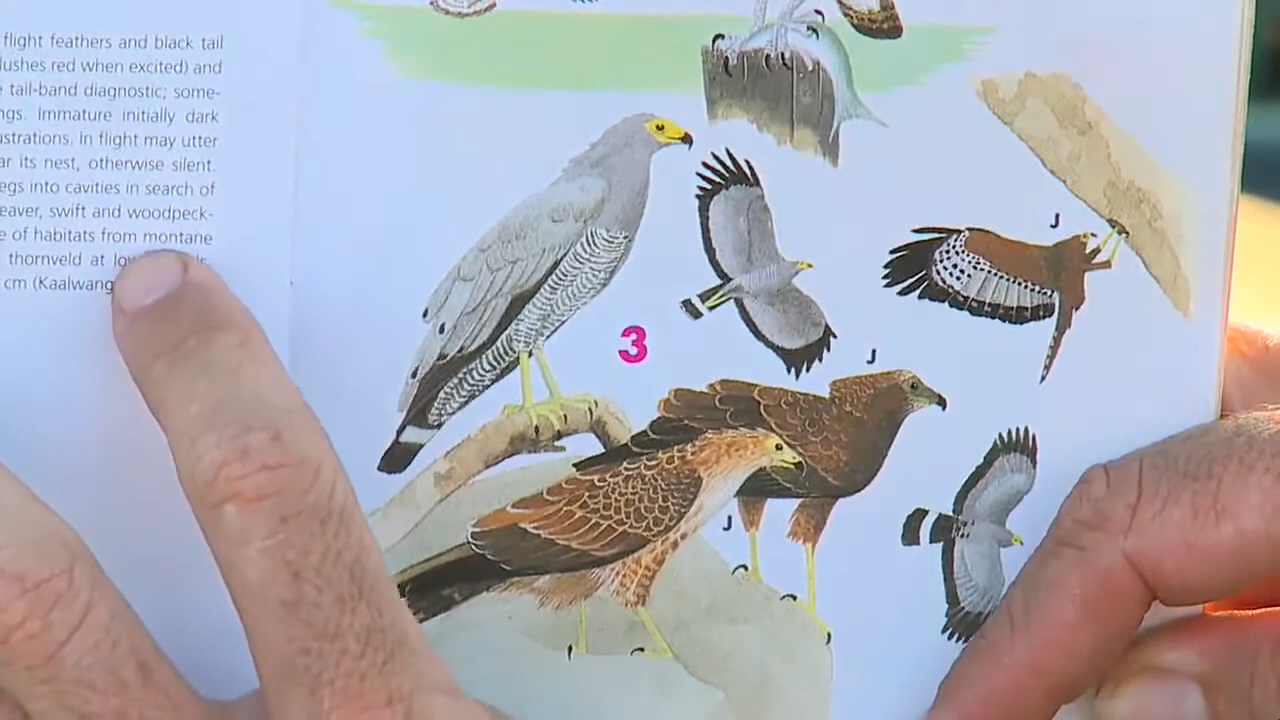 flight feathers and black tail
lushes red when excited) and
tail-band diagnostic; some-
ngs. Immature initially dark
ustrations. In flight may utter
ar its nest, otherwise silent.
egs into cavities in search of
eaver, swift and woodpeck-
e of habitats from montane
thornveld at
cm (Kaalwang
J
3
J
J